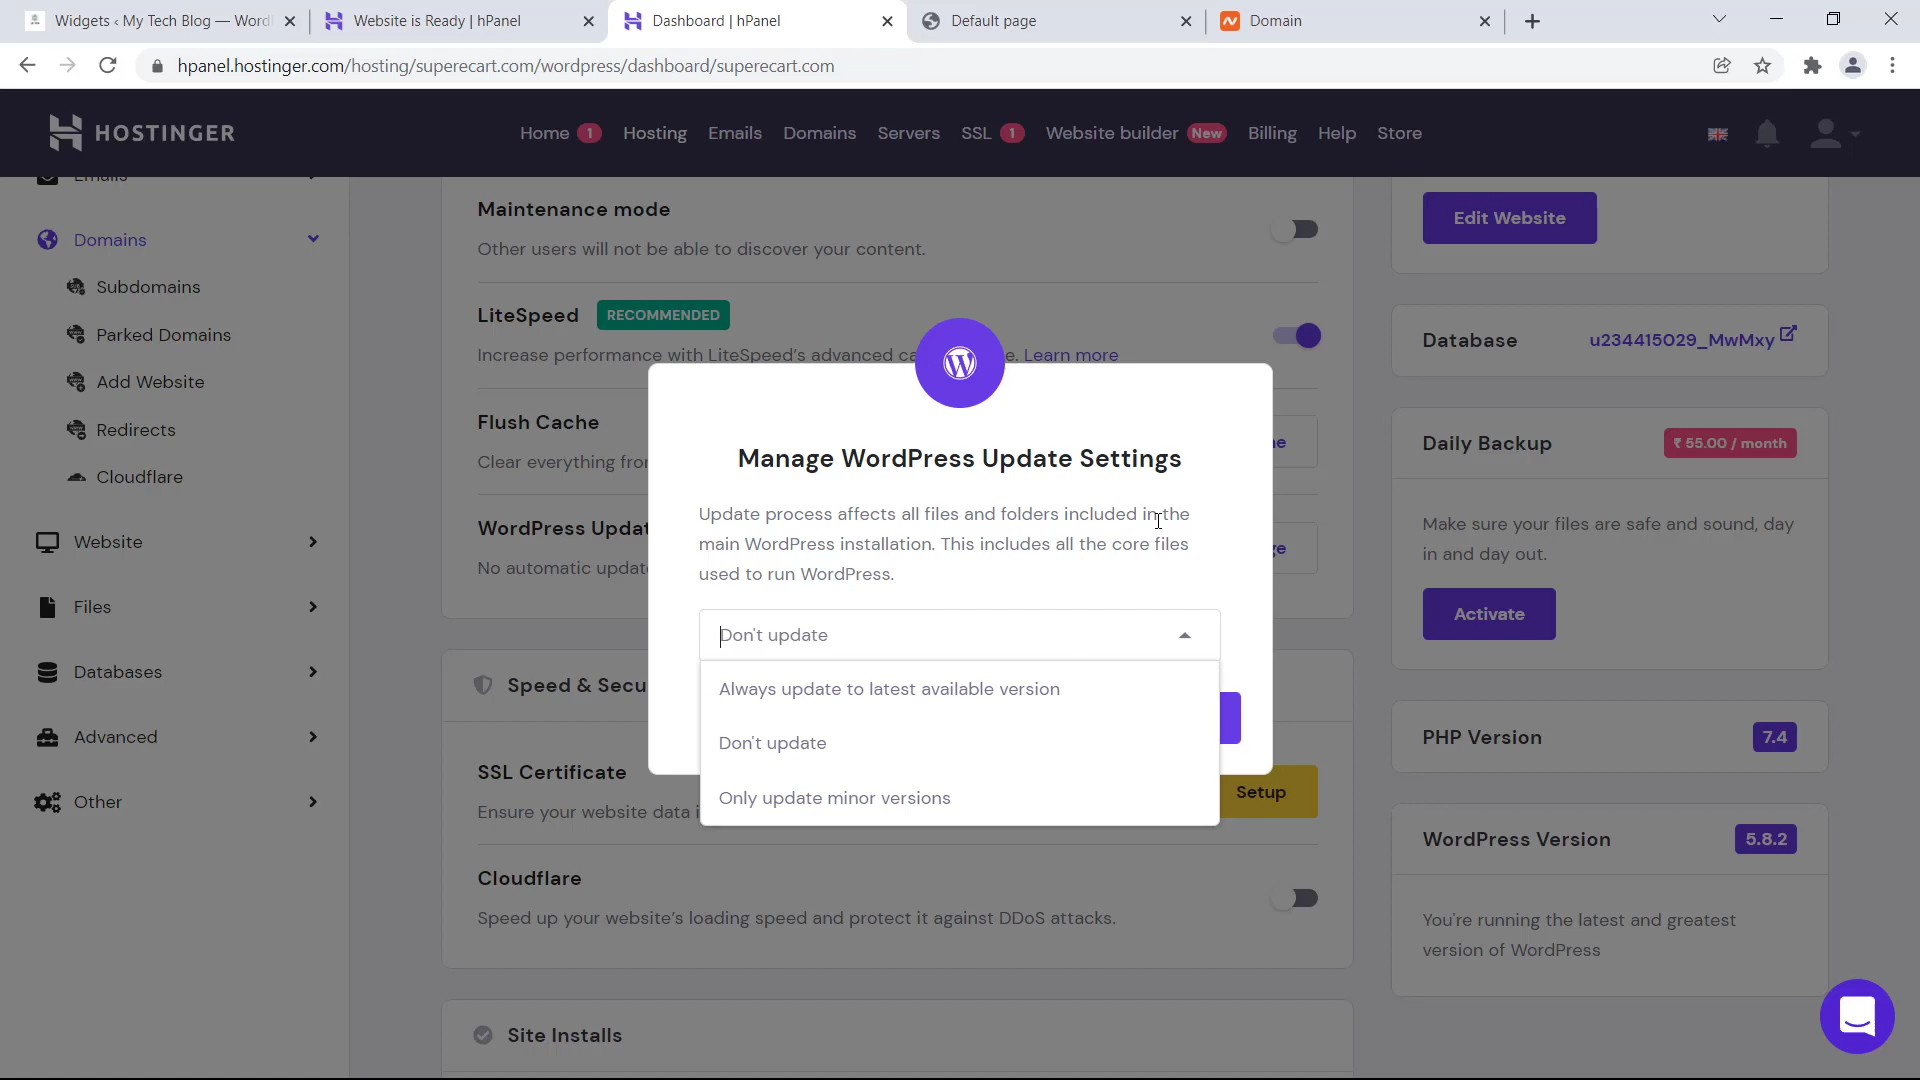 Widgets ‹ My Tech Blog — Word
Website is Ready | hPanel
Dashboard | hPanel
Default page
Domain
hpanel.hostinger.com/hosting/superecart.com/wordpress/dashboard/superecart.com
HOSTINGER
Home 1
Hosting
Emails
Domains
Servers
SSL 1
Website builder New
Billing
Help
Store
Emails
Domains
Subdomains
Parked Domains
Add Website
Redirects
Cloudflare
Website
Files
Databases
Advanced
Other
Maintenance mode
Other users will not be able to discover your content.
LiteSpeed RECOMMENDED
Increase performance with LiteSpeed's advanced ca e. Learn more
Flush Cache
Clear everything fro
he
WordPress Updat
No automatic updat
ge
Manage WordPress Update Settings
Update process affects all files and folders included in the
main WordPress installation. This includes all the core files
used to run WordPress.
Don't update
Always update to latest available version
Don't update
Only update minor versions
Speed & Secu
SSL Certificate
Ensure your website data i
Setup
Cloudflare
Speed up your website's loading speed and protect it against DDoS attacks.
Site Installs
Edit Website
Database u234415029_MwMxy
Daily Backup ₹ 55.00 / month
Make sure your files are safe and sound, day
in and day out.
Activate
PHP Version 7.4
WordPress Version 5.8.2
You're running the latest and greatest
version of WordPress